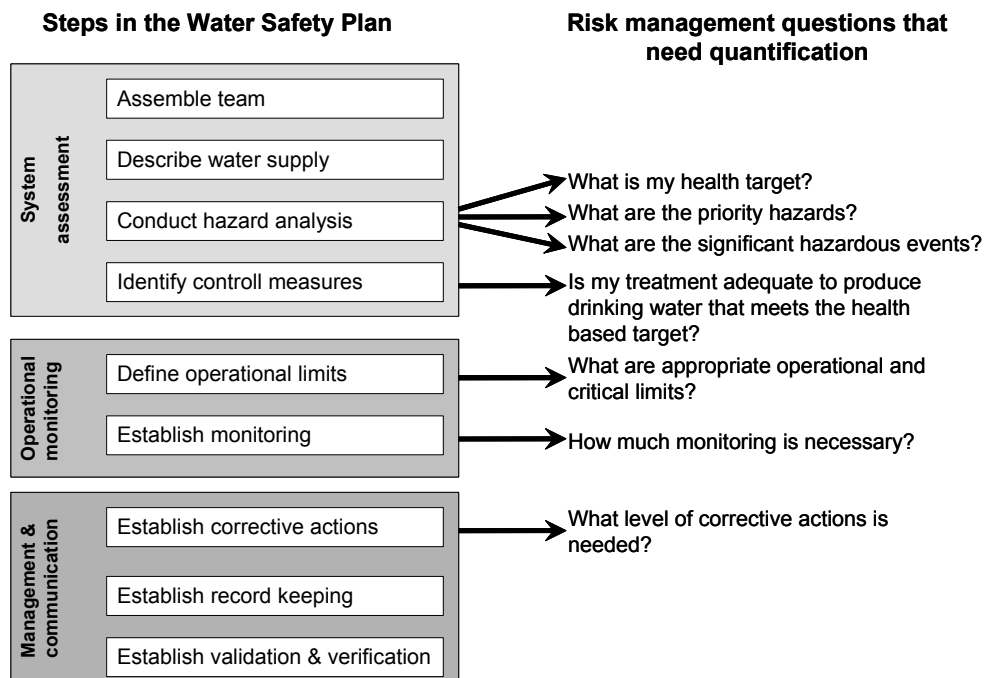 Steps in the Water Safety Plan
Risk management questions that
need quantification
System
assessment
Assemble team
Describe water supply
Conduct hazard analysis
Identify controll measures
What is my health target?
What are the priority hazards?
What are the significant hazardous events?
Is my treatment adequate to produce
drinking water that meets the health
based target?
Operational
monitoring
Define operational limits
Establish monitoring
What are appropriate operational and
critical limits?
How much monitoring is necessary?
Management &
communication
Establish corrective actions
Establish record keeping
Establish validation & verification
What level of corrective actions is
needed?